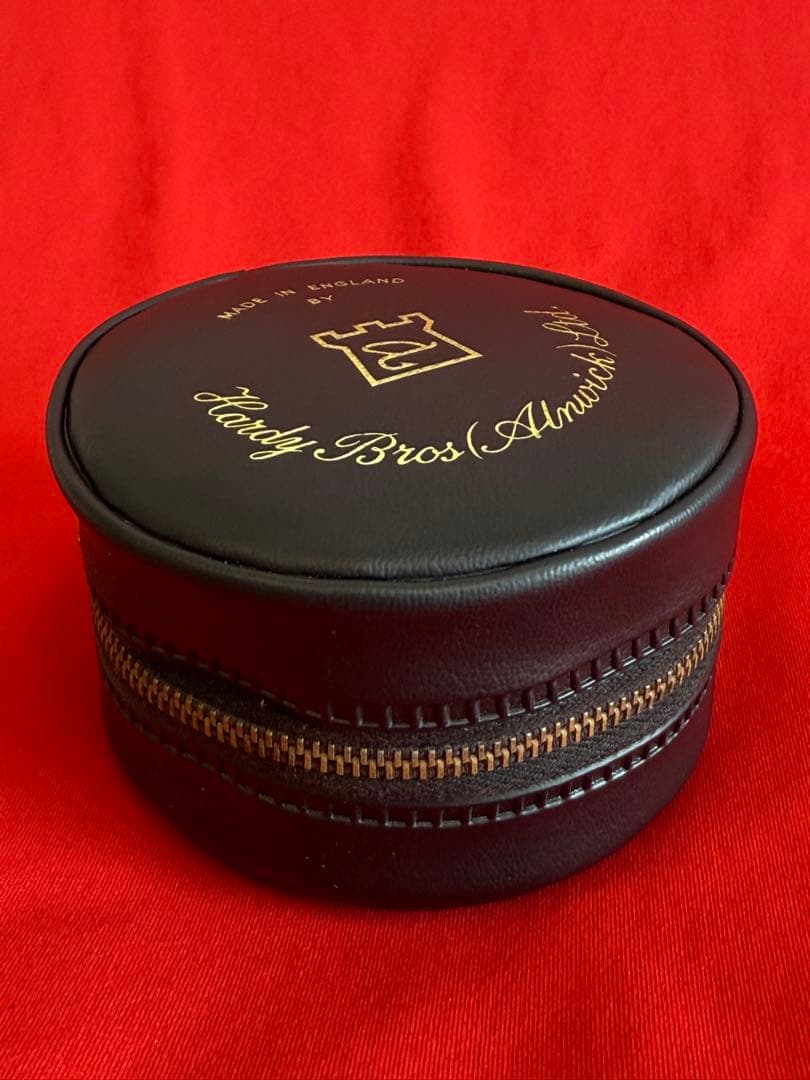 MADE IN ENGLAND
BY
a
Hardy Bros (Alnwick) Ltd.